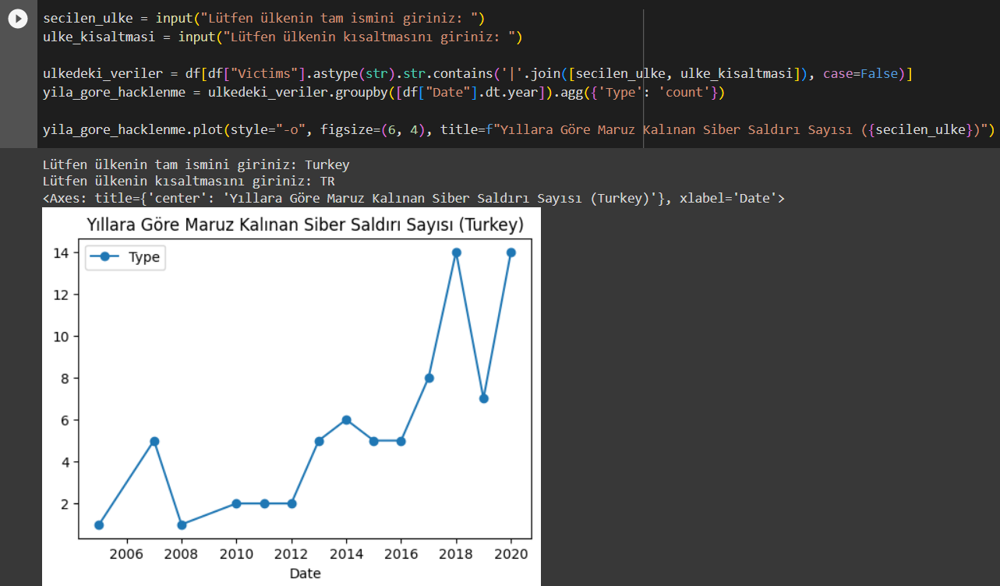 secilen_ulke = input("Lütfen ülkenin tam ismini giriniz: ")
ulke_kisaltmasi = input("Lütfen ülkenin kısaltmasını giriniz: ")
ulkedeki_veriler = df[df["Victims"].astype(str).str.contains('|'.join([secilen_ulke, ulke_kisaltmasi]), case=False)]
yila_gore_hacklenme = ulkedeki_veriler.groupby([df["Date"].dt.year]).agg({'Type': 'count'})
yila_gore_hacklenme.plot(style="-o", figsize=(6, 4), title=f"Yıllara Göre Maruz Kalınan Siber Saldırı Sayısı ({secilen_ulke})")
Lütfen ülkenin tam ismini giriniz: Turkey
Lütfen ülkenin kısaltmasını giriniz: TR
<Axes: title={'center': 'Yıllara Göre Maruz Kalınan Siber Saldırı Sayısı (Turkey)'}, xlabel='Date'>
Yıllara Göre Maruz Kalınan Siber Saldırı Sayısı (Turkey)
Type
14
12
10
8
6
4
2
2006 2008 2010 2012 2014 2016 2018 2020
Date